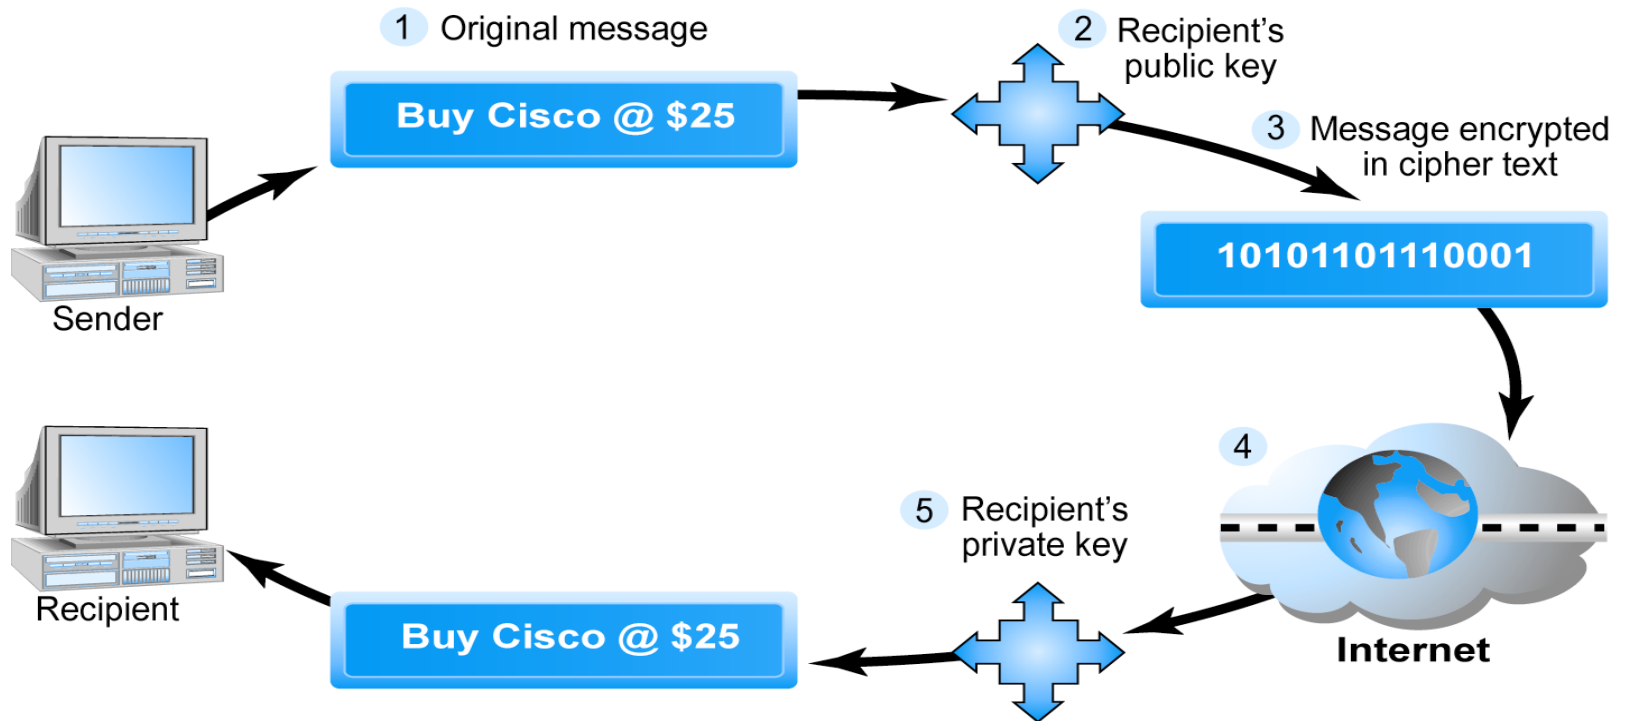 1 Original message
Buy Cisco @ $25
2 Recipient's
public key
3 Message encrypted
in cipher text
10101101110001
Sender
4
Internet
5 Recipient's
private key
Buy Cisco @ $25
Recipient